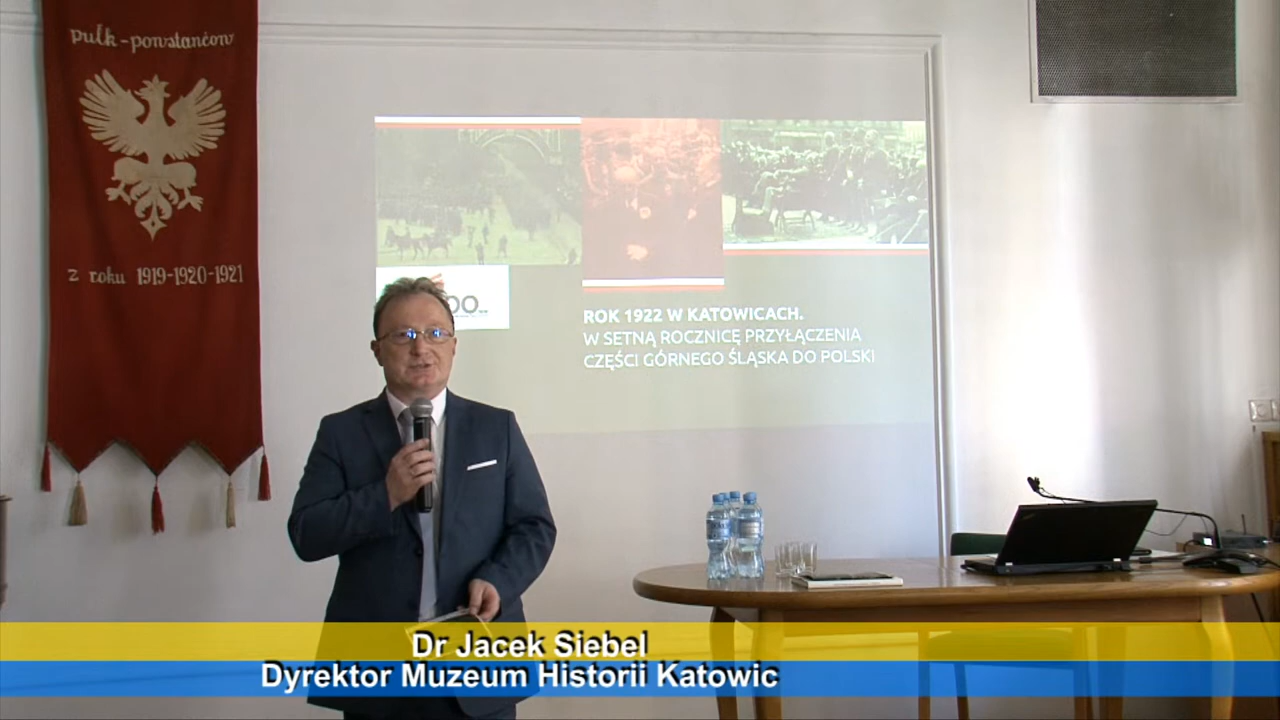 pułk-powstańców
z roku 1919-1920-1921
ROK 1922 W KATOWICACH.
W SETNĄ ROCZNICĘ PRZYŁĄCZENIA
CZĘŚCI GÓRNEGO ŚLĄSKA DO POLSKI
Dr Jacek Siebel
Dyrektor Muzeum Historii Katowic